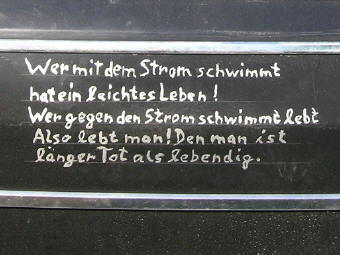 Wer mit dem Strom schwimmt
hat ein leichtes Leben!
Wer gegen den Strom schwimmt lebt
Also lebt man! Den man ist
länger Tot als lebendig.